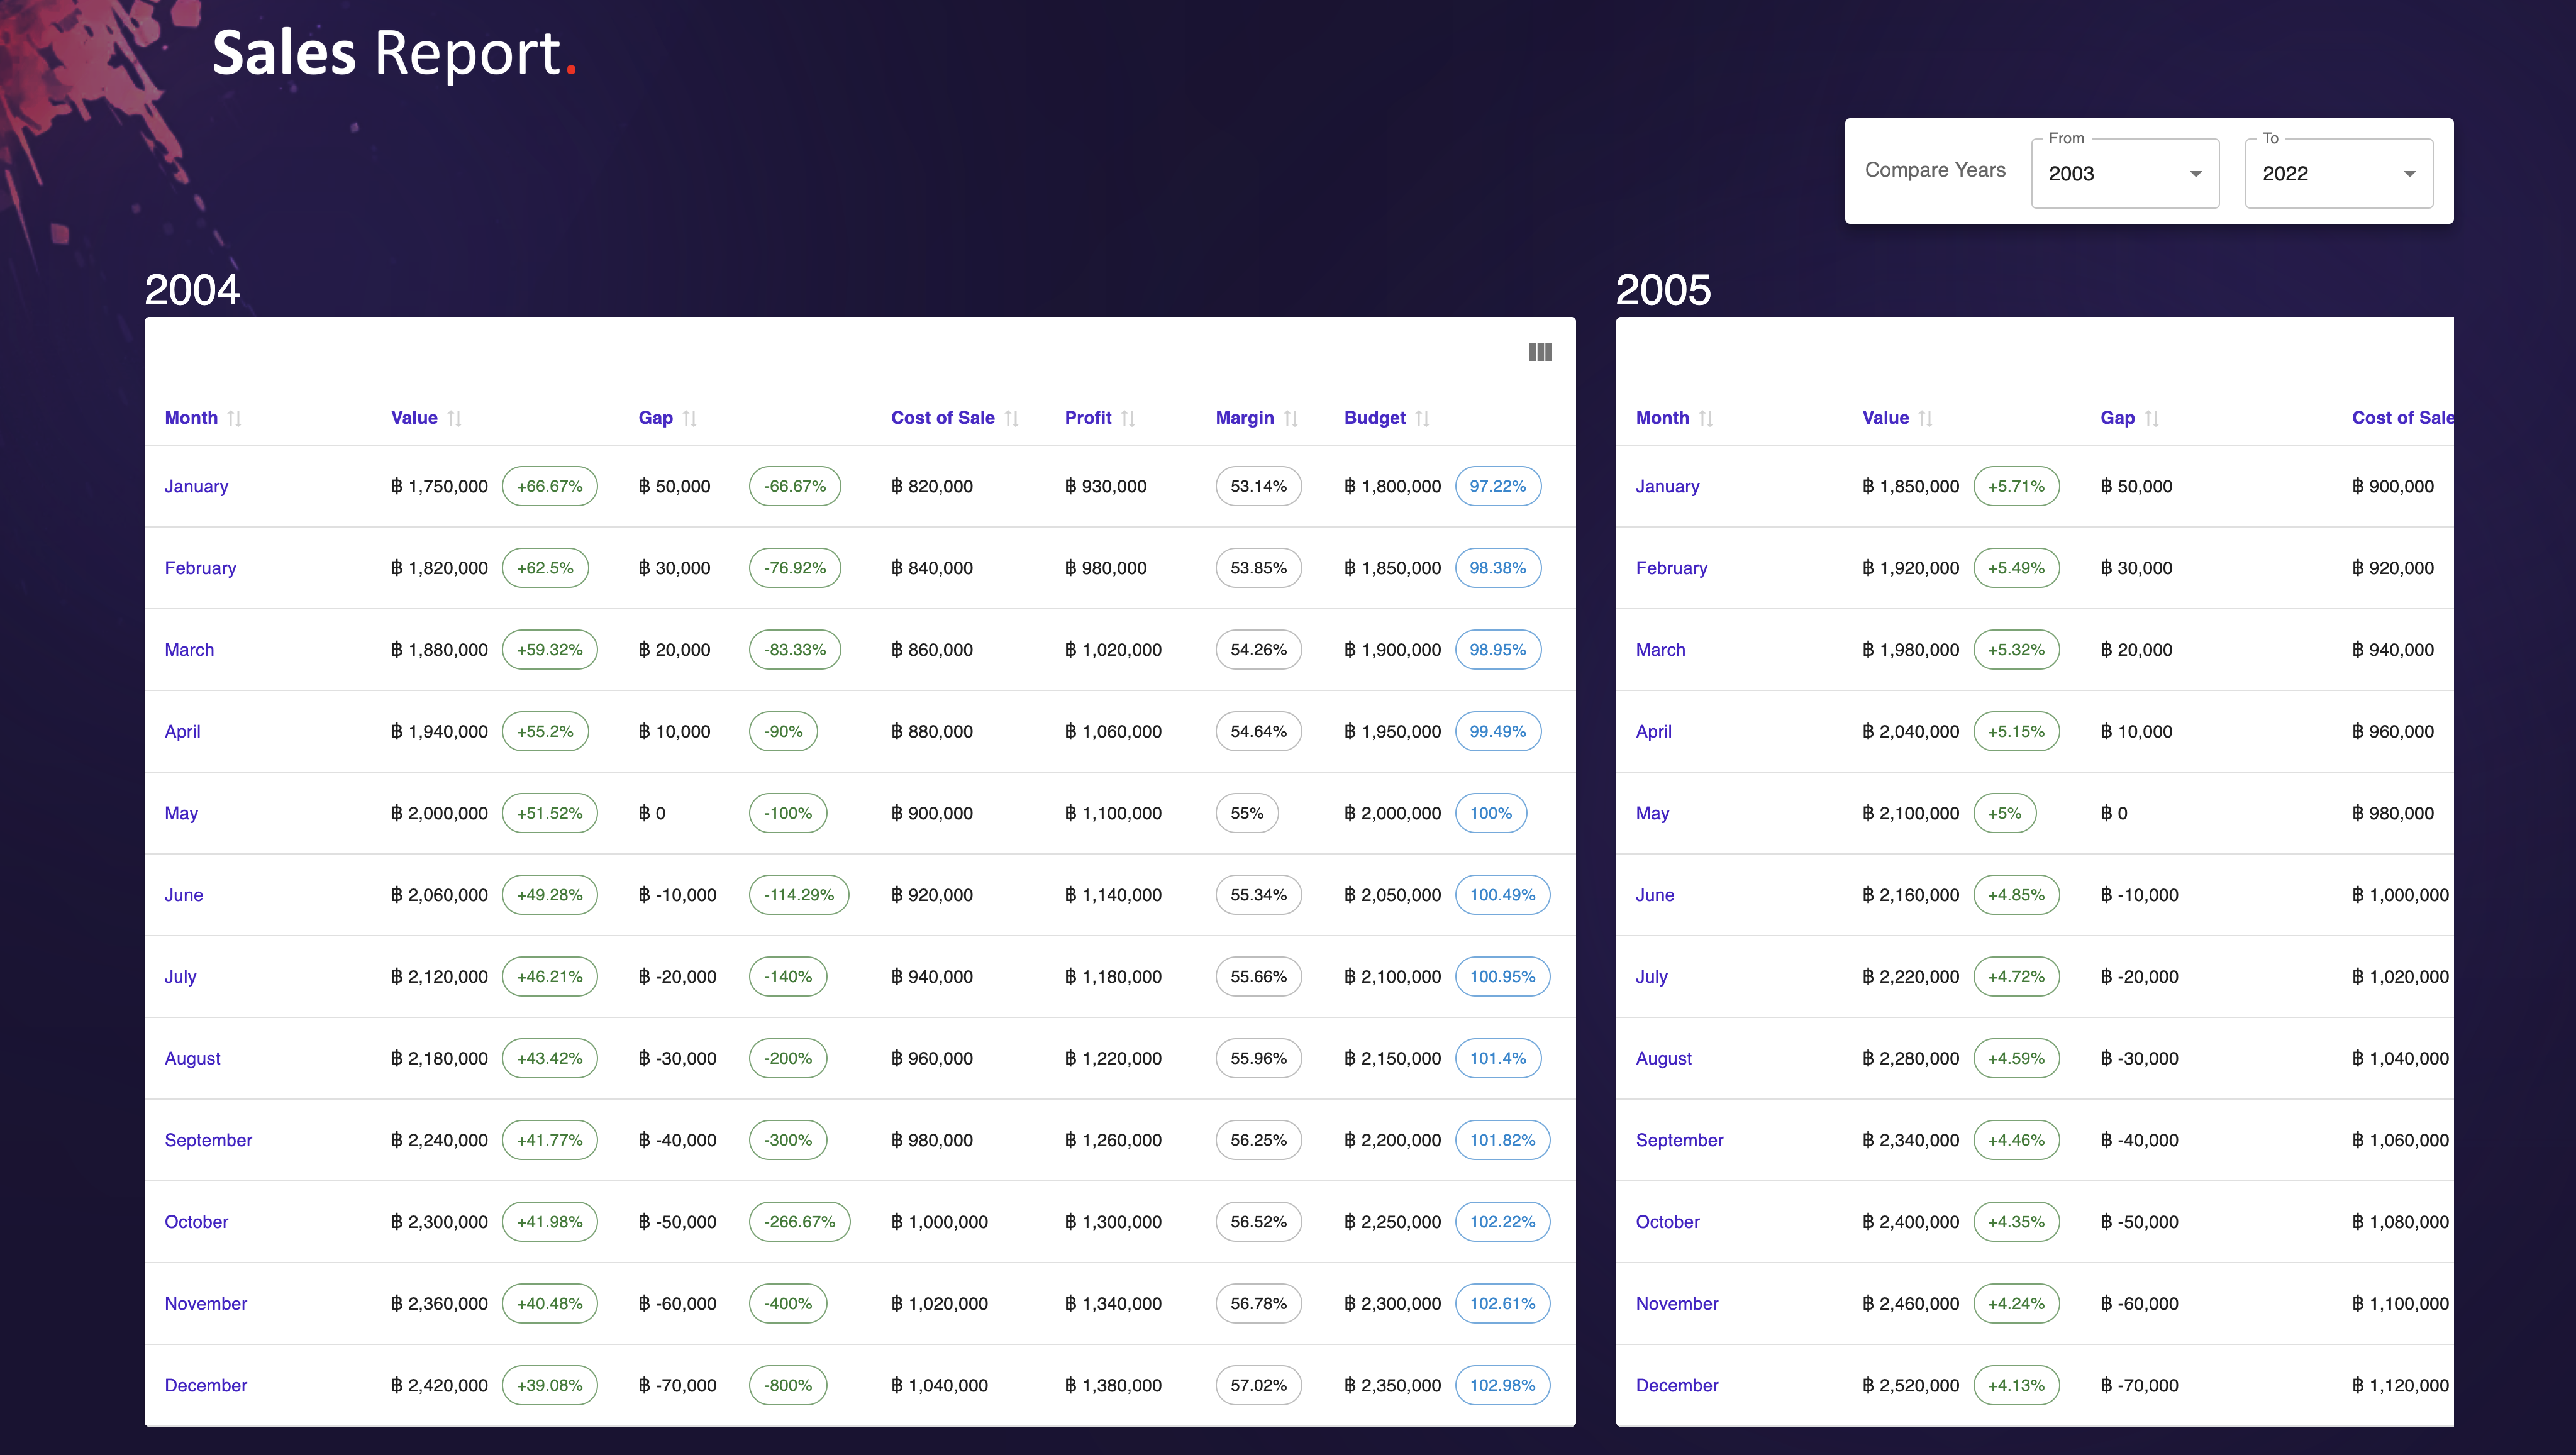 Sales Report.
Compare Years From 2003 To 2022
2004
Month Value Gap Cost of Sale Profit Margin Budget
January ฿ 1,750,000 +66.67% ฿ 50,000 -66.67% ฿ 820,000 ฿ 930,000 53.14% ฿ 1,800,000 97.22%
February ฿ 1,820,000 +62.5% ฿ 30,000 -76.92% ฿ 840,000 ฿ 980,000 53.85% ฿ 1,850,000 98.38%
March ฿ 1,880,000 +59.32% ฿ 20,000 -83.33% ฿ 860,000 ฿ 1,020,000 54.26% ฿ 1,900,000 98.95%
April ฿ 1,940,000 +55.2% ฿ 10,000 -90% ฿ 880,000 ฿ 1,060,000 54.64% ฿ 1,950,000 99.49%
May ฿ 2,000,000 +51.52% ฿ 0 -100% ฿ 900,000 ฿ 1,100,000 55% ฿ 2,000,000 100%
June ฿ 2,060,000 +49.28% ฿ -10,000 -114.29% ฿ 920,000 ฿ 1,140,000 55.34% ฿ 2,050,000 100.49%
July ฿ 2,120,000 +46.21% ฿ -20,000 -140% ฿ 940,000 ฿ 1,180,000 55.66% ฿ 2,100,000 100.95%
August ฿ 2,180,000 +43.42% ฿ -30,000 -200% ฿ 960,000 ฿ 1,220,000 55.96% ฿ 2,150,000 101.4%
September ฿ 2,240,000 +41.77% ฿ -40,000 -300% ฿ 980,000 ฿ 1,260,000 56.25% ฿ 2,200,000 101.82%
October ฿ 2,300,000 +41.98% ฿ -50,000 -266.67% ฿ 1,000,000 ฿ 1,300,000 56.52% ฿ 2,250,000 102.22%
November ฿ 2,360,000 +40.48% ฿ -60,000 -400% ฿ 1,020,000 ฿ 1,340,000 56.78% ฿ 2,300,000 102.61%
December ฿ 2,420,000 +39.08% ฿ -70,000 -800% ฿ 1,040,000 ฿ 1,380,000 57.02% ฿ 2,350,000 102.98%
2005
Month Value Gap Cost of Sale
January ฿ 1,850,000 +5.71% ฿ 50,000 ฿ 900,000
February ฿ 1,920,000 +5.49% ฿ 30,000 ฿ 920,000
March ฿ 1,980,000 +5.32% ฿ 20,000 ฿ 940,000
April ฿ 2,040,000 +5.15% ฿ 10,000 ฿ 960,000
May ฿ 2,100,000 +5% ฿ 0 ฿ 980,000
June ฿ 2,160,000 +4.85% ฿ -10,000 ฿ 1,000,000
July ฿ 2,220,000 +4.72% ฿ -20,000 ฿ 1,020,000
August ฿ 2,280,000 +4.59% ฿ -30,000 ฿ 1,040,000
September ฿ 2,340,000 +4.46% ฿ -40,000 ฿ 1,060,000
October ฿ 2,400,000 +4.35% ฿ -50,000 ฿ 1,080,000
November ฿ 2,460,000 +4.24% ฿ -60,000 ฿ 1,100,000
December ฿ 2,520,000 +4.13% ฿ -70,000 ฿ 1,120,000